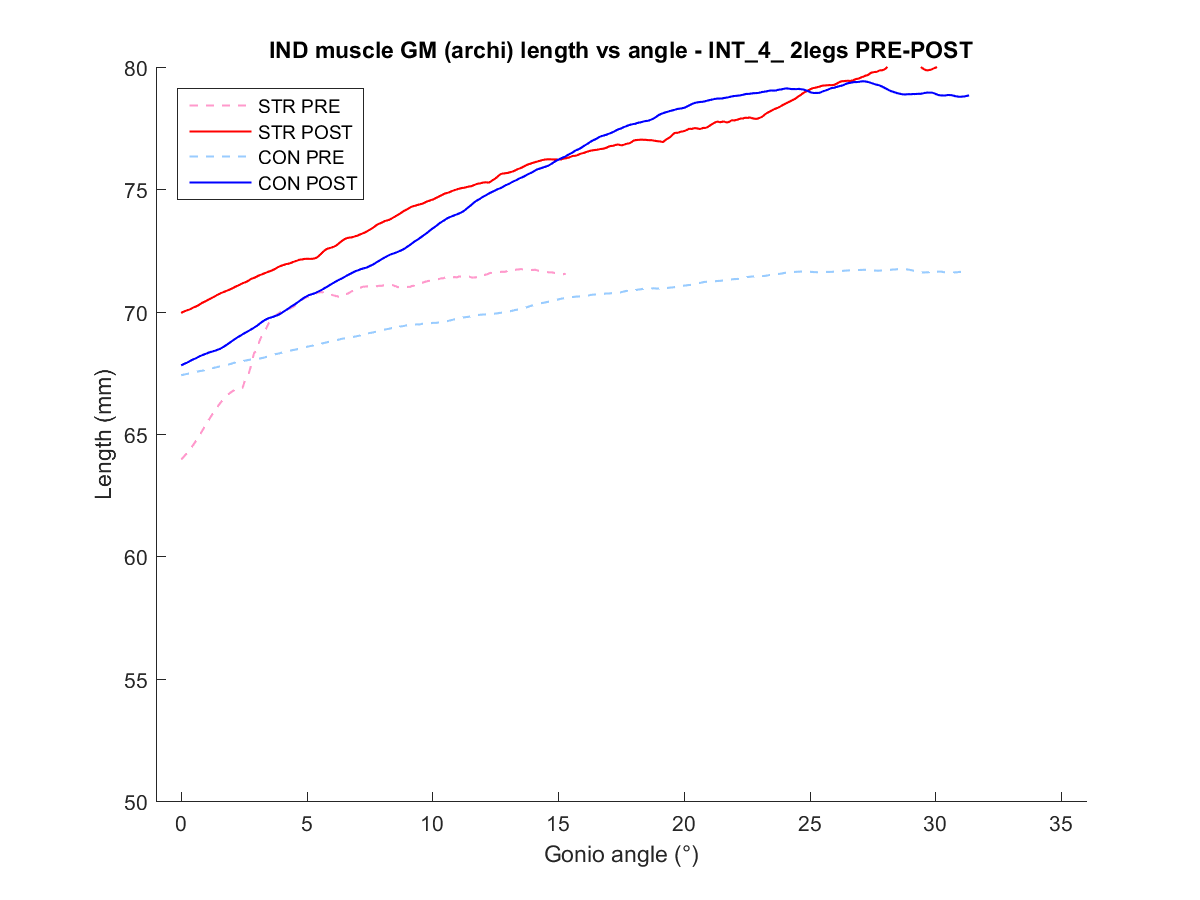 IND muscle GM (archi) length vs angle - INT_4_ 2legs PRE-POST
80
75
70
65
60
55
50
Length (mm)
STR PRE
STR POST
CON PRE
CON POST
0 5 10 15 20 25 30 35
Gonio angle (°)